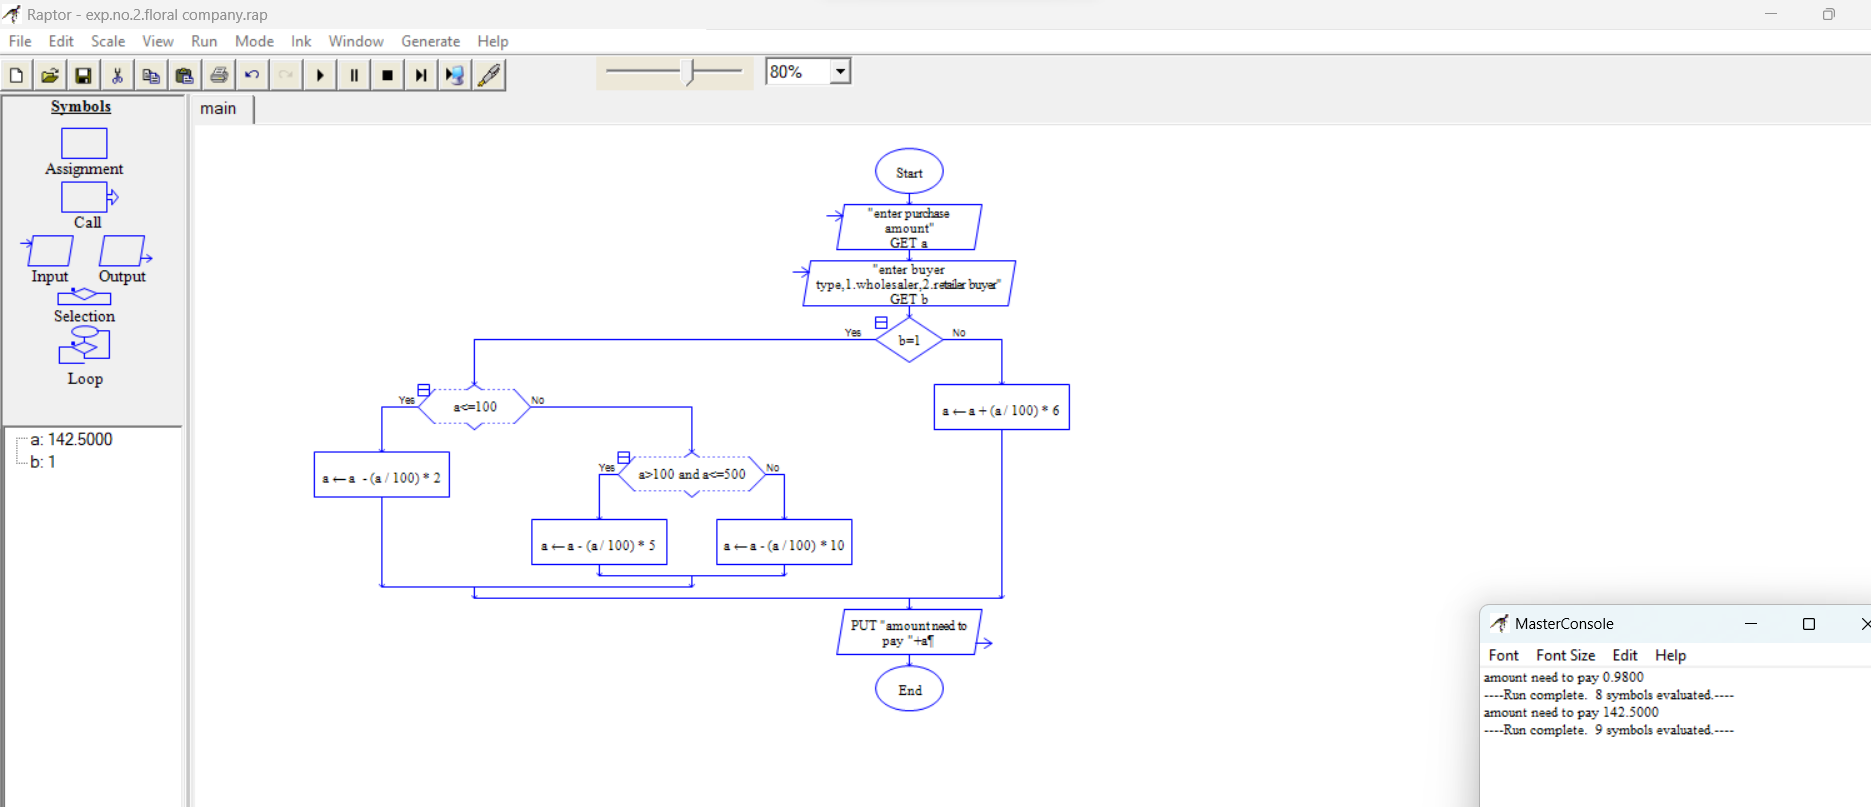 Raptor - exp.no.2.floral company.rap
File Edit Scale View Run Mode Ink Window Generate Help
80%
Symbols
Assignment
Call
Input Output
Selection
Loop
a: 142.5000
b: 1
main
Start
"enter purchase
amount"
GET a
"enter buyer
type,1.wholesaler,2.retailer buyer"
GET b
Yes b=1 No
Yes a<=100 No
a ← a + (a / 100) * 6
a ← a - (a / 100) * 2
Yes a>100 and a<=500 No
a ← a - (a / 100) * 5
a ← a - (a / 100) * 10
PUT "amount need to
pay "+a¶
End
MasterConsole
Font Font Size Edit Help
amount need to pay 0.9800
----Run complete. 8 symbols evaluated.----
amount need to pay 142.5000
----Run complete. 9 symbols evaluated.----